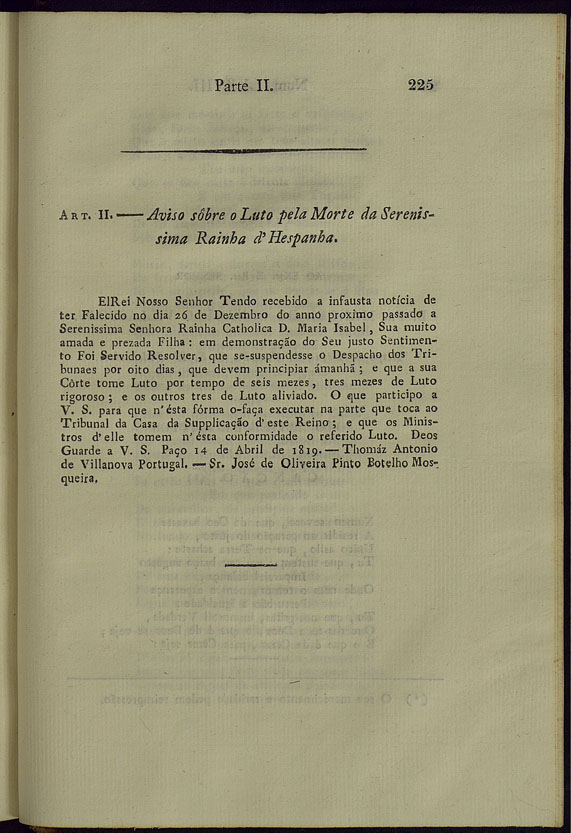 Parte II. 225
ART. II. — Aviso sôbre o Luto pela Morte da Serenis-
sima Rainha d'Hespanha.
ElRei Nosso Senhor Tendo recebido a infausta notícia de
ter Falecido no dia 26 de Dezembro do anno proximo passado a
Serenissima Senhora Rainha Catholica D. Maria Isabel, Sua muito
amada e prezada Filha: em demonstração do Seu justo Sentimen-
to Foi Servido Resolver, que se-suspendesse o Despacho dos Tri-
bunaes por oito dias, que devem principiar ámanhã; e que a sua
Côrte tome Luto por tempo de seis mezes, tres mezes de Luto
rigoroso; e os outros tres de Luto aliviado. O que participo a
V. S. para que n'ésta fórma o-faça executar na parte que toca ao
Tribunal da Casa da Supplicação d'este Reino; e que os Minis-
tros d'elle tomem n'ésta conformidade o referido Luto. Deos
Guarde a V. S. Paço 14 de Abril de 1819. — Thomáz Antonio
de Villanova Portugal. — Sr. José de Oliveira Pinto Botelho Mos-
queira.